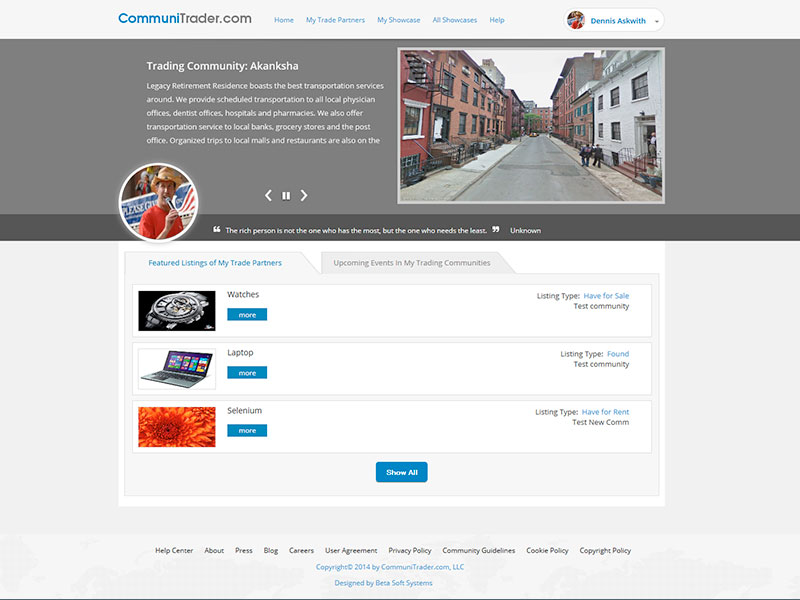 CommuniTrader.com
Home My Trade Partners My Showcase All Showcases Help
Dennis Askwith
Trading Community: Akanksha
Legacy Retirement Residence boasts the best transportation services
around. We provide scheduled transportation to all local physician
offices, dentist offices, hospitals and pharmacies. We also offer
transportation service to local banks, grocery stores and the post
office. Organized trips to local malls and restaurants are also on the
PLEASE
“ The rich person is not the one who has the most, but the one who needs the least. ” Unknown
Featured Listings of My Trade Partners
Upcoming Events In My Trading Communities
Watches
more
Listing Type: Have for Sale
Test community
Laptop
more
Listing Type: Found
Test community
Selenium
more
Listing Type: Have for Rent
Test New Comm
Show All
Help Center About Press Blog Careers User Agreement Privacy Policy Community Guidelines Cookie Policy Copyright Policy
Copyright© 2014 by CommuniTrader.com, LLC
Designed by Beta Soft Systems